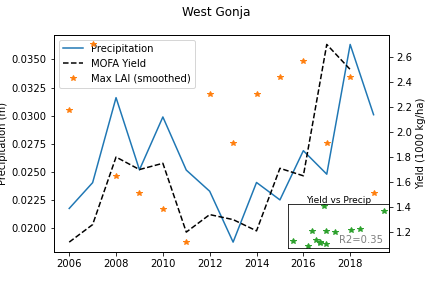 West Gonja
Precipitation
MOFA Yield
Max LAI (smoothed)
Precipitation (m)
0.0350
0.0325
0.0300
0.0275
0.0250
0.0225
0.0200
2.6
2.4
2.2
2.0
1.8
1.6
1.4
1.2
Yield (1000 kg/ha)
Yield vs Precip
R2=0.35
2006 2008 2010 2012 2014 2016 2018